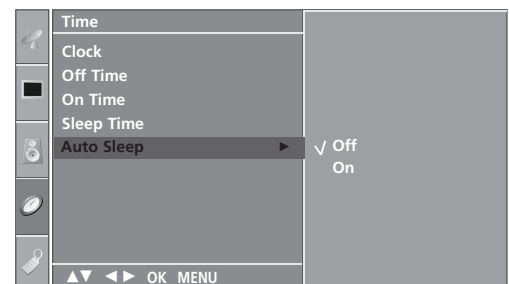 Time
Clock
Off Time
On Time
Sleep Time
Auto Sleep ►
√ Off
On
▲▼ ◄► OK MENU